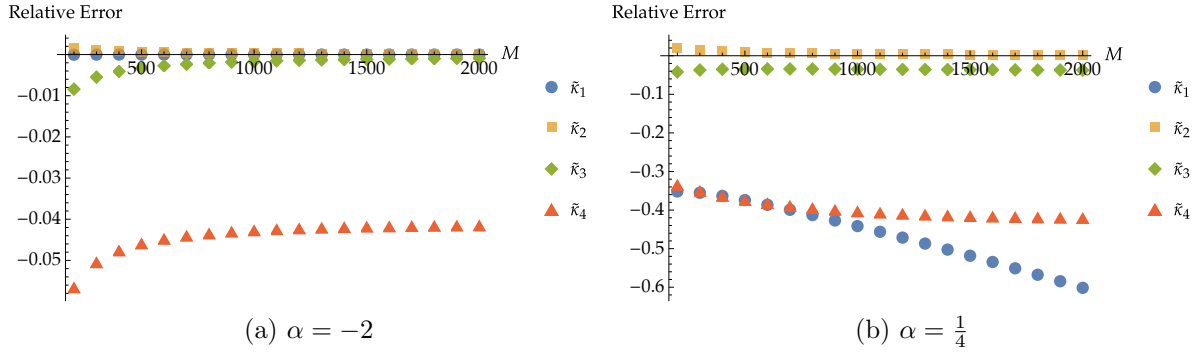 Relative Error
M
500
1000
1500
2000
−0.01
−0.02
−0.03
−0.04
−0.05
κ̃₁
κ̃₂
κ̃₃
κ̃₄
(a) α = −2
Relative Error
M
500
1000
1500
2000
−0.1
−0.2
−0.3
−0.4
−0.5
−0.6
κ̃₁
κ̃₂
κ̃₃
κ̃₄
(b) α = 1/4